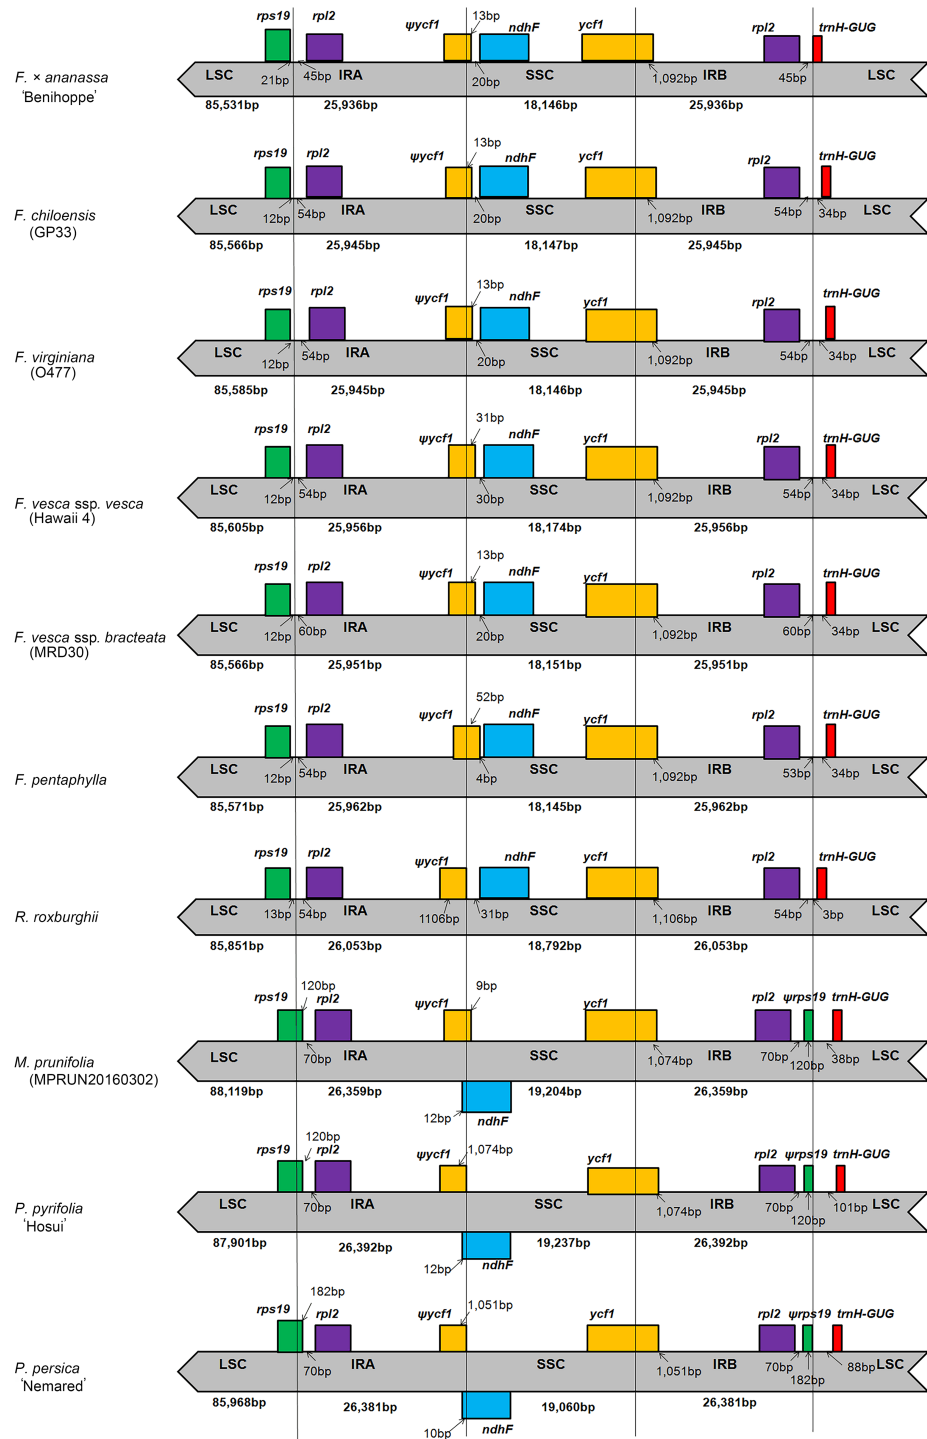 13bp
rps19 rpl2 ψycf1 ndhF ycf1 rpl2 trnH-GUG
F. × ananassa
'Benihoppe'
LSC 21bp 45bp IRA 20bp SSC 1,092bp IRB 45bp LSC
85,531bp 25,936bp 18,146bp 25,936bp
13bp
rps19 rpl2 ψycf1 ndhF ycf1 rpl2 trnH-GUG
F. chiloensis
(GP33)
LSC 12bp 54bp IRA 20bp SSC 1,092bp IRB 54bp 34bp LSC
85,566bp 25,945bp 18,147bp 25,945bp
13bp
rps19 rpl2 ψycf1 ndhF ycf1 rpl2 trnH-GUG
F. virginiana
(O477)
LSC 12bp 54bp IRA 20bp SSC 1,092bp IRB 54bp 34bp LSC
85,585bp 25,945bp 18,146bp 25,945bp
31bp
rps19 rpl2 ψycf1 ndhF ycf1 rpl2 trnH-GUG
F. vesca ssp. vesca
(Hawaii 4)
LSC 12bp 54bp IRA 30bp SSC 1,092bp IRB 54bp 34bp LSC
85,605bp 25,956bp 18,174bp 25,956bp
13bp
rps19 rpl2 ψycf1 ndhF ycf1 rpl2 trnH-GUG
F. vesca ssp. bracteata
(MRD30)
LSC 12bp 60bp IRA 20bp SSC 1,092bp IRB 60bp 34bp LSC
85,566bp 25,951bp 18,151bp 25,951bp
52bp
rps19 rpl2 ψycf1 ndhF ycf1 rpl2 trnH-GUG
F. pentaphylla
LSC 12bp 54bp IRA 4bp SSC 1,092bp IRB 53bp 34bp LSC
85,571bp 25,962bp 18,145bp 25,962bp
rps19 rpl2 ψycf1 ndhF ycf1 rpl2 trnH-GUG
R. roxburghii
LSC 13bp 54bp IRA 1106bp 31bp SSC 1,106bp IRB 54bp 3bp LSC
85,851bp 26,053bp 18,792bp 26,053bp
120bp 9bp
rps19 rpl2 ψycf1 ycf1 rpl2 ψrps19 trnH-GUG
M. prunifolia
(MPRUN20160302)
LSC 70bp IRA SSC 1,074bp IRB 70bp 120bp 38bp LSC
88,119bp 26,359bp 19,204bp 26,359bp
12bp ndhF
120bp 1,074bp
rps19 rpl2 ψycf1 ycf1 rpl2 ψrps19 trnH-GUG
P. pyrifolia
'Hosui'
LSC 70bp IRA SSC 1,074bp IRB 70bp 120bp 101bp LSC
87,901bp 26,392bp 19,237bp 26,392bp
12bp ndhF
182bp 1,051bp
rps19 rpl2 ψycf1 ycf1 rpl2 ψrps19 trnH-GUG
P. persica
'Nemared'
LSC 70bp IRA SSC 1,051bp IRB 70bp 182bp 88bp LSC
85,968bp 26,381bp 19,060bp 26,381bp
10bp ndhF